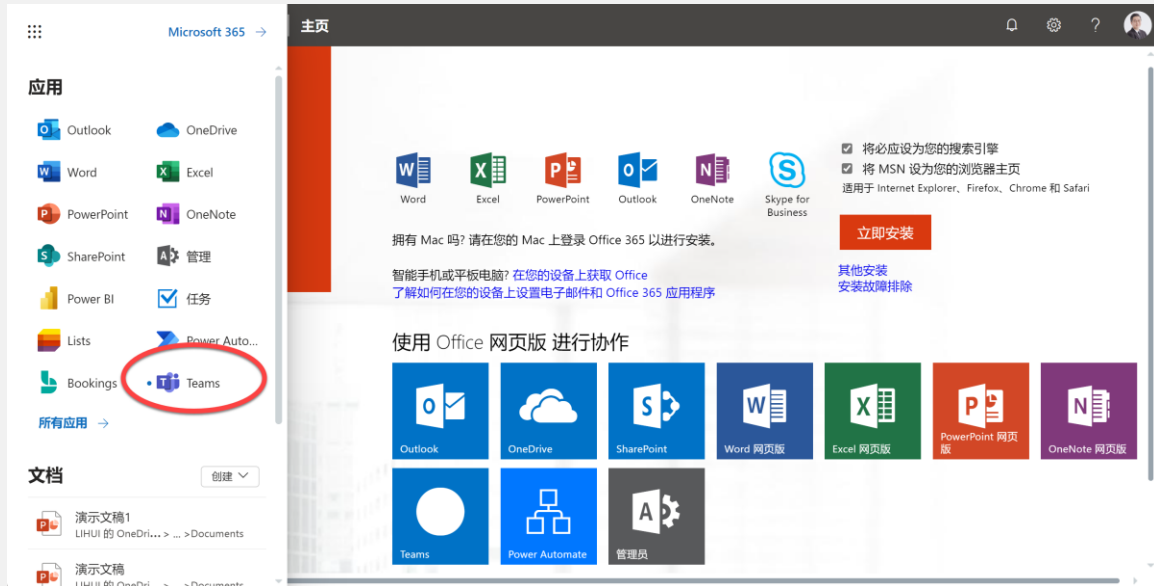 Microsoft 365 →
主页
应用
Outlook
OneDrive
Word
Excel
PowerPoint
OneNote
SharePoint
管理
Power BI
任务
Lists
Power Auto...
Bookings
Teams
所有应用 →
文档
创建
演示文稿1
LIHUI 的 OneDri... > ... >Documents
演示文稿
LIHUI 的 OneDri... > ... >Documents
Word
Excel
PowerPoint
Outlook
OneNote
Skype for
Business
将必应设为您的搜索引擎
将 MSN 设为您的浏览器主页
适用于 Internet Explorer、Firefox、Chrome 和 Safari
立即安装
其他安装
安装故障排除
拥有 Mac 吗? 请在您的 Mac 上登录 Office 365 以进行安装。
智能手机或平板电脑? 在您的设备上获取 Office
了解如何在您的设备上设置电子邮件和 Office 365 应用程序
使用 Office 网页版 进行协作
Outlook
OneDrive
SharePoint
Word 网页版
Excel 网页版
PowerPoint 网页
版
OneNote 网页版
Teams
Power Automate
管理员